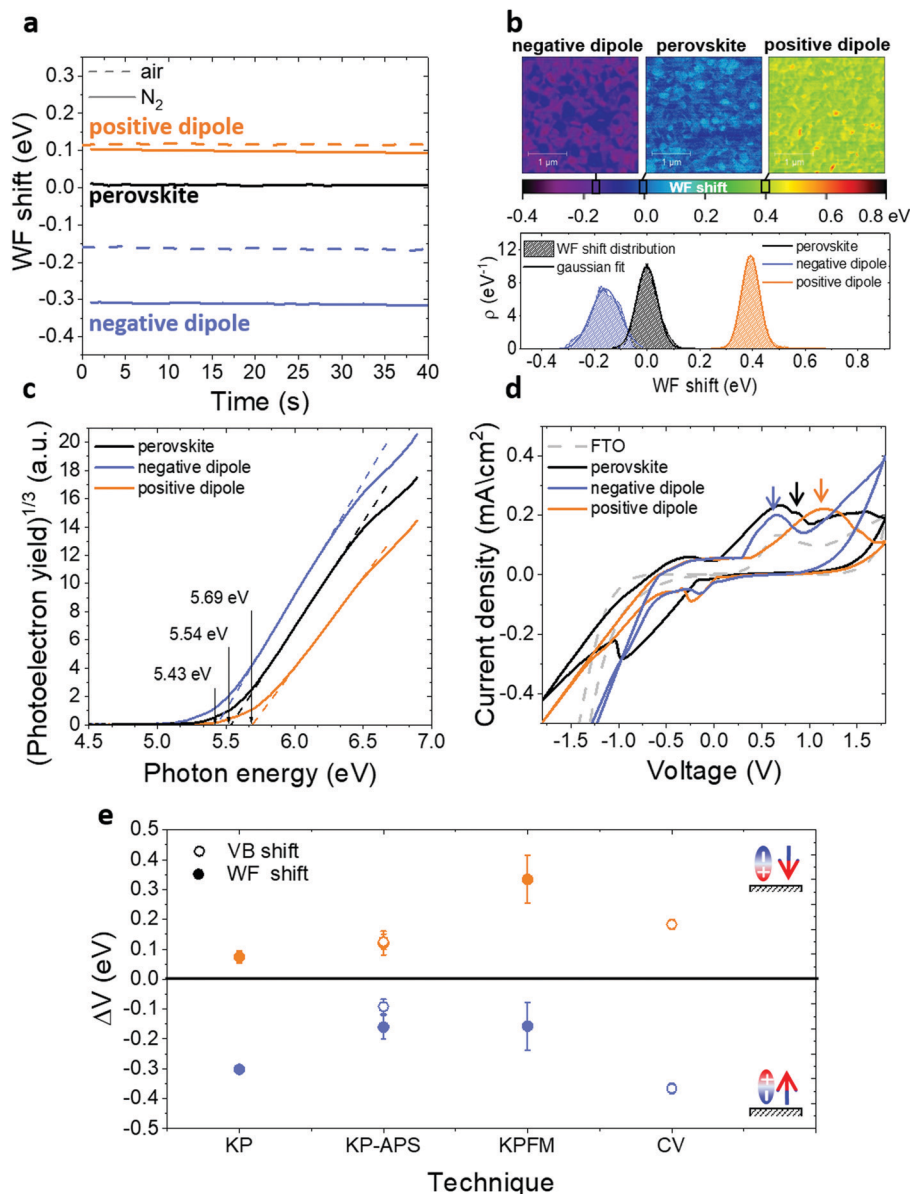 a
WF shift (eV)
0.3
0.2
0.1
0.0
-0.1
-0.2
-0.3
-0.4
air
N2
positive dipole
perovskite
negative dipole
0 5 10 15 20 25 30 35 40
Time (s)
b
negative dipole perovskite positive dipole
1 µm 1 µm 1 µm
WF shift
-0.4 -0.2 0.0 0.2 0.4 0.6 0.8 eV
ρ (eV-1)
12
8
4
0
WF shift distribution
gaussian fit
perovskite
negative dipole
positive dipole
-0.4 -0.2 0.0 0.2 0.4 0.6 0.8
WF shift (eV)
c
(Photoelectron yield)1/3 (a.u.)
20
18
16
14
12
10
8
6
4
2
0
perovskite
negative dipole
positive dipole
5.69 eV
5.54 eV
5.43 eV
4.5 5.0 5.5 6.0 6.5 7.0
Photon energy (eV)
d
Current density (mA\cm2)
0.4
0.2
0.0
-0.2
-0.4
FTO
perovskite
negative dipole
positive dipole
-1.5 -1.0 -0.5 0.0 0.5 1.0 1.5
Voltage (V)
e
ΔV (eV)
0.5
0.4
0.3
0.2
0.1
0.0
-0.1
-0.2
-0.3
-0.4
-0.5
VB shift
WF shift
KP KP-APS KPFM CV
Technique